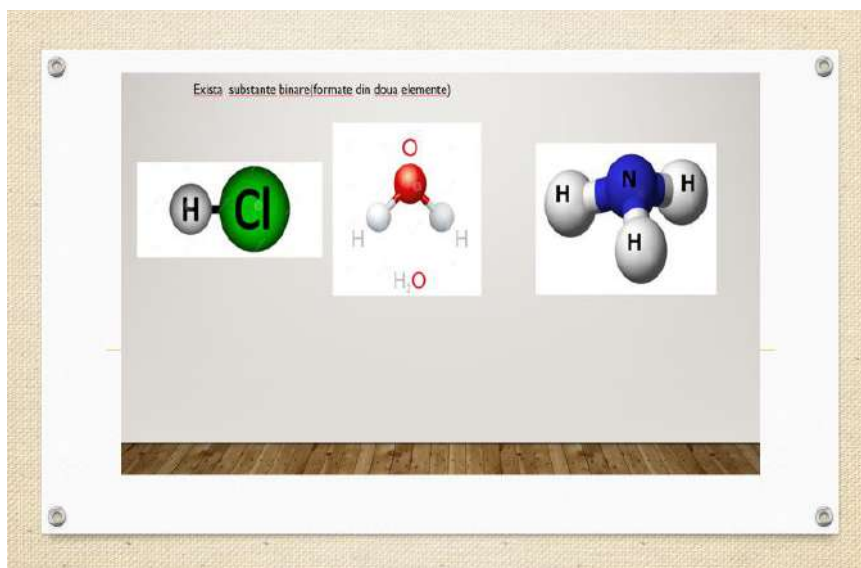 Exista substante binare(formate din doua elemente)
H Cl
O
H H
H₂O
H N H
H